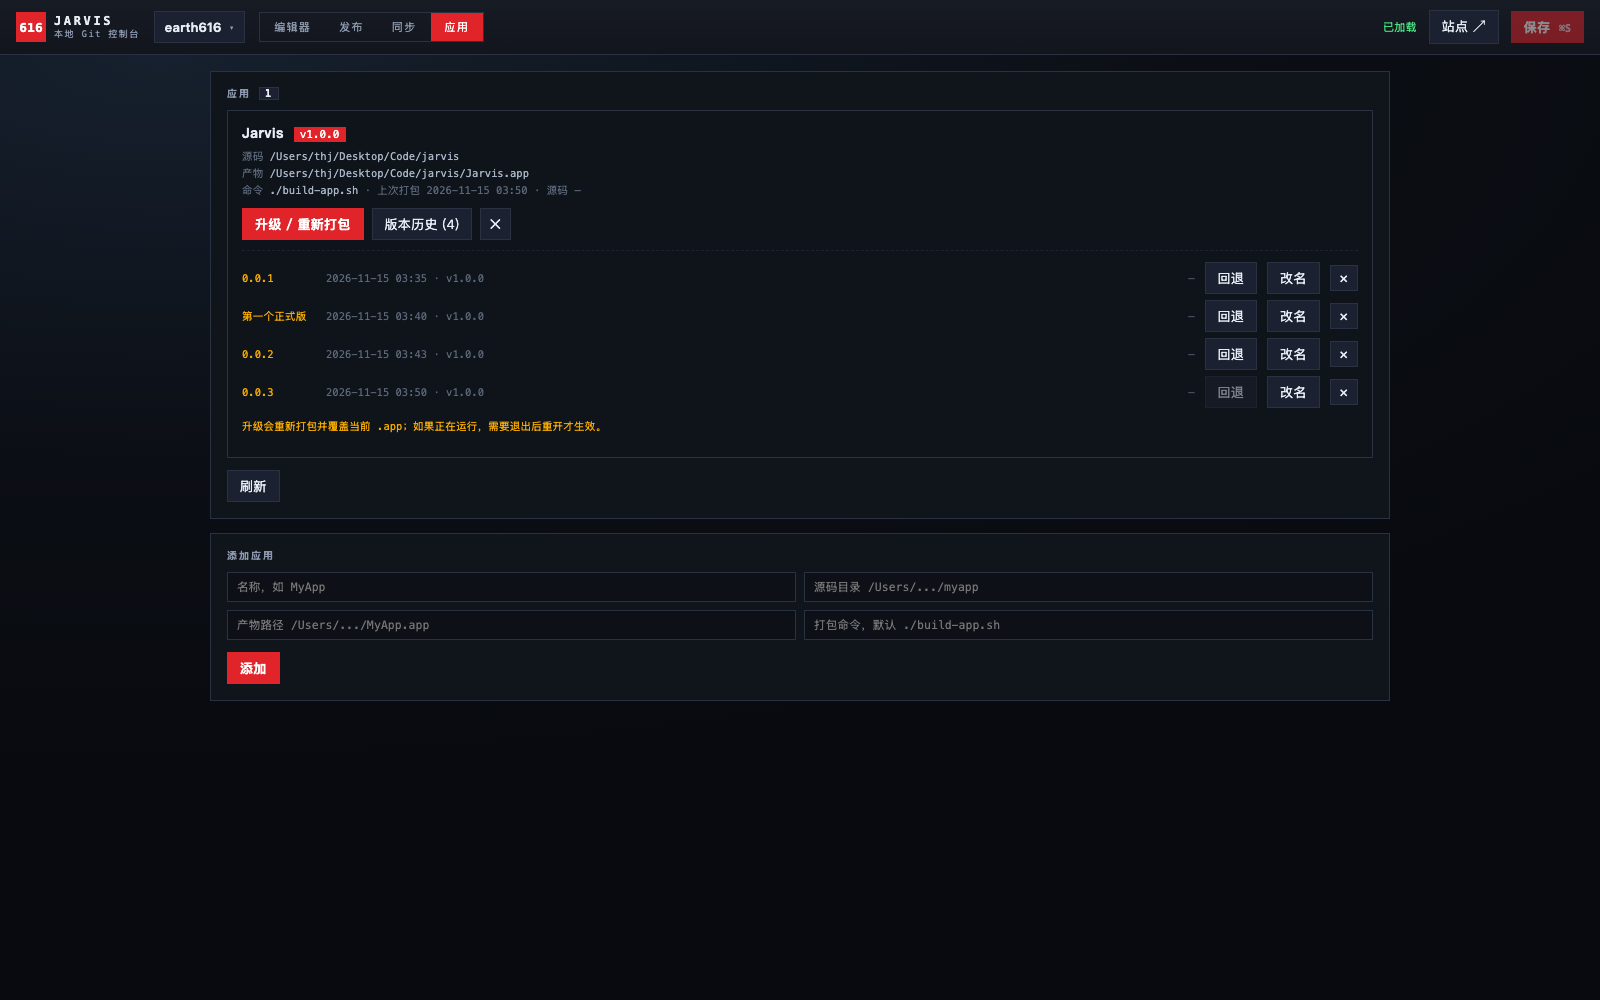 616 JARVIS 本地 Git 控制台 earth616 ▾ 编辑器 发布 同步 应用 已加载 站点 ↗ 保存 ⌘S
应用 1
Jarvis v1.0.0
源码 /Users/thj/Desktop/Code/jarvis
产物 /Users/thj/Desktop/Code/jarvis/Jarvis.app
命令 ./build-app.sh · 上次打包 2026-11-15 03:50 · 源码 —
升级 / 重新打包 版本历史 (4) ×
0.0.1 2026-11-15 03:35 · v1.0.0 — 回退 改名 ×
第一个正式版 2026-11-15 03:40 · v1.0.0 — 回退 改名 ×
0.0.2 2026-11-15 03:43 · v1.0.0 — 回退 改名 ×
0.0.3 2026-11-15 03:50 · v1.0.0 — 回退 改名 ×
升级会重新打包并覆盖当前 .app；如果正在运行，需要退出后重开才生效。
刷新
添加应用
名称，如 MyApp 源码目录 /Users/.../myapp
产物路径 /Users/.../MyApp.app 打包命令，默认 ./build-app.sh
添加